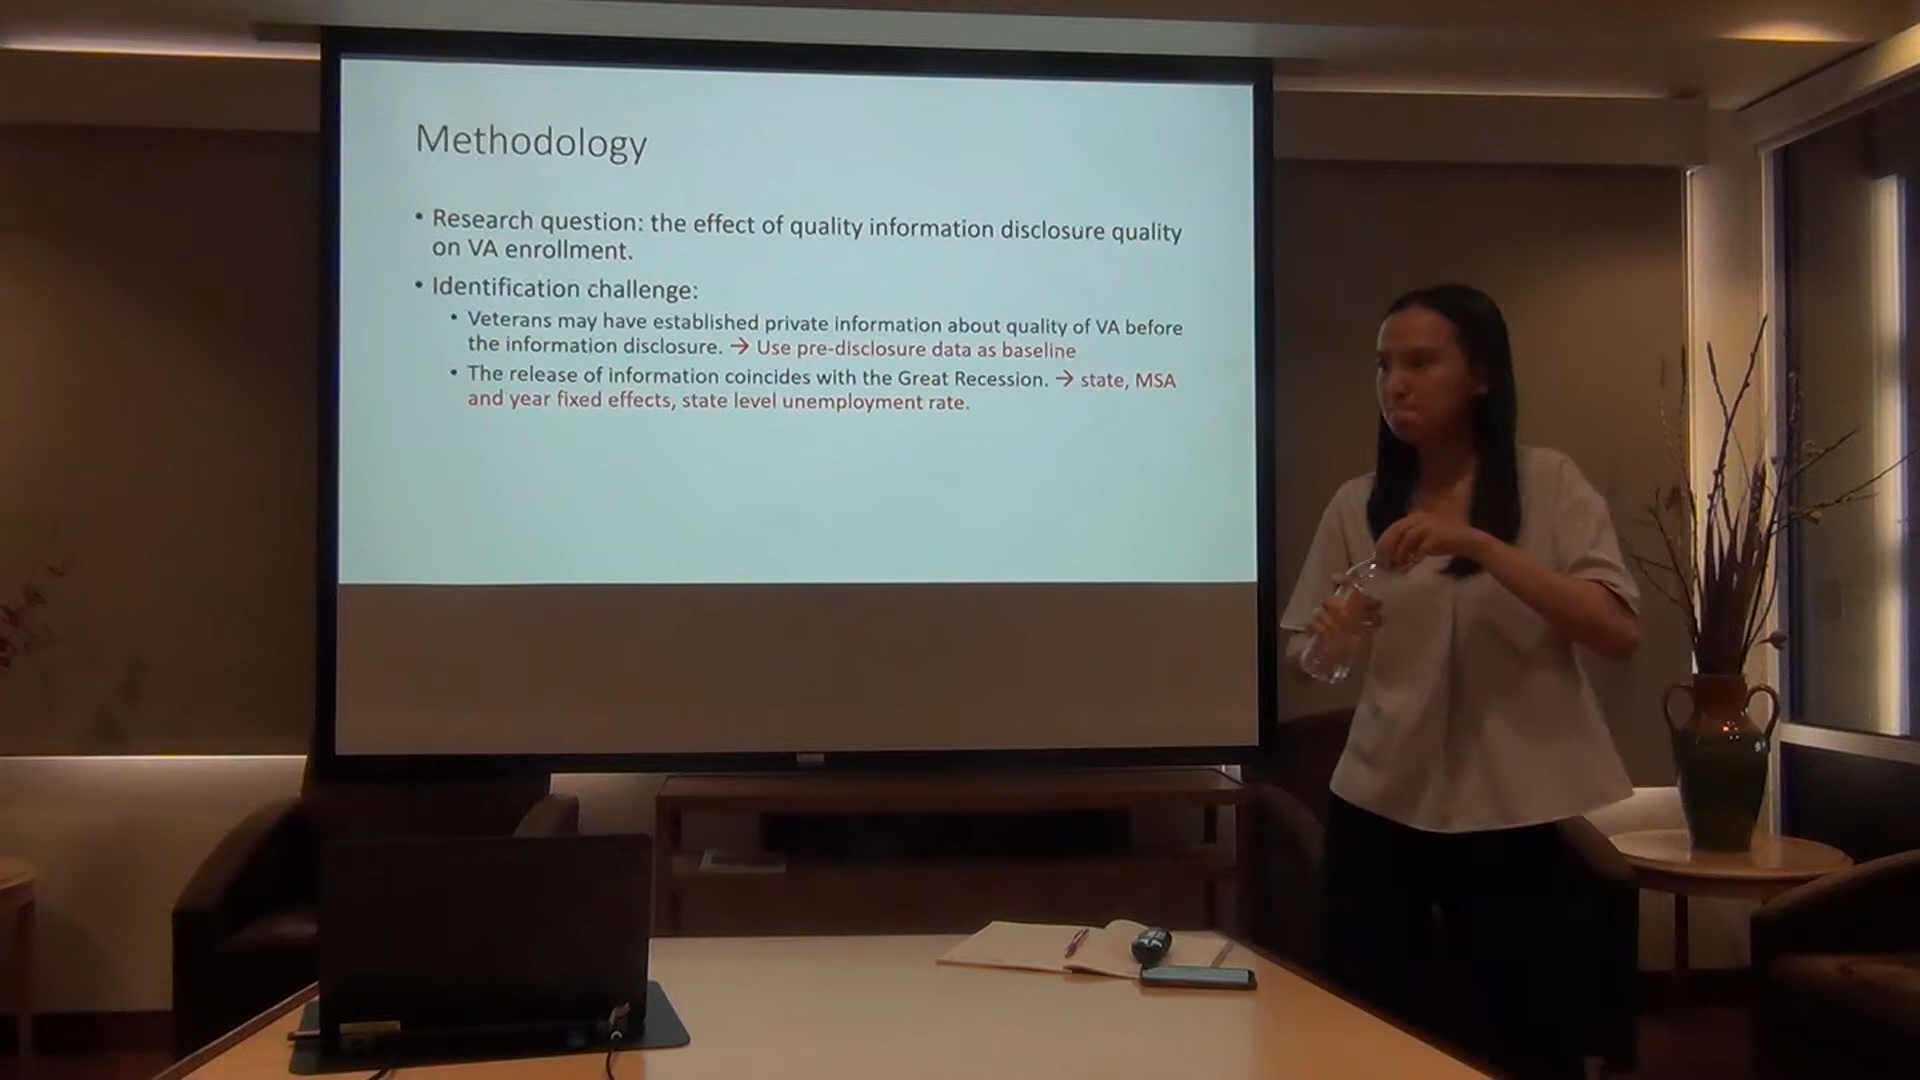 Methodology
• Research question: the effect of quality information disclosure quality
on VA enrollment.
• Identification challenge:
• Veterans may have established private information about quality of VA before
the information disclosure. → Use pre-disclosure data as baseline
• The release of information coincides with the Great Recession. → state, MSA
and year fixed effects, state level unemployment rate.